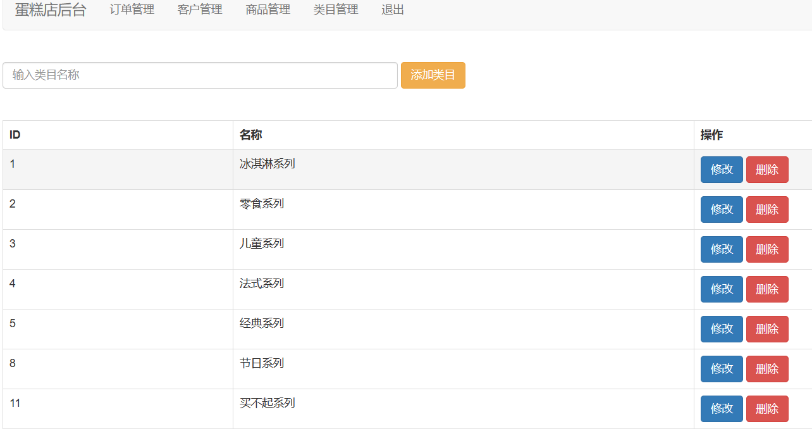 蛋糕店后台 订单管理 客户管理 商品管理 类目管理 退出
输入类目名称 添加类目
ID 名称 操作
1 冰淇淋系列 修改 删除
2 零食系列 修改 删除
3 儿童系列 修改 删除
4 法式系列 修改 删除
5 经典系列 修改 删除
8 节日系列 修改 删除
11 买不起系列 修改 删除